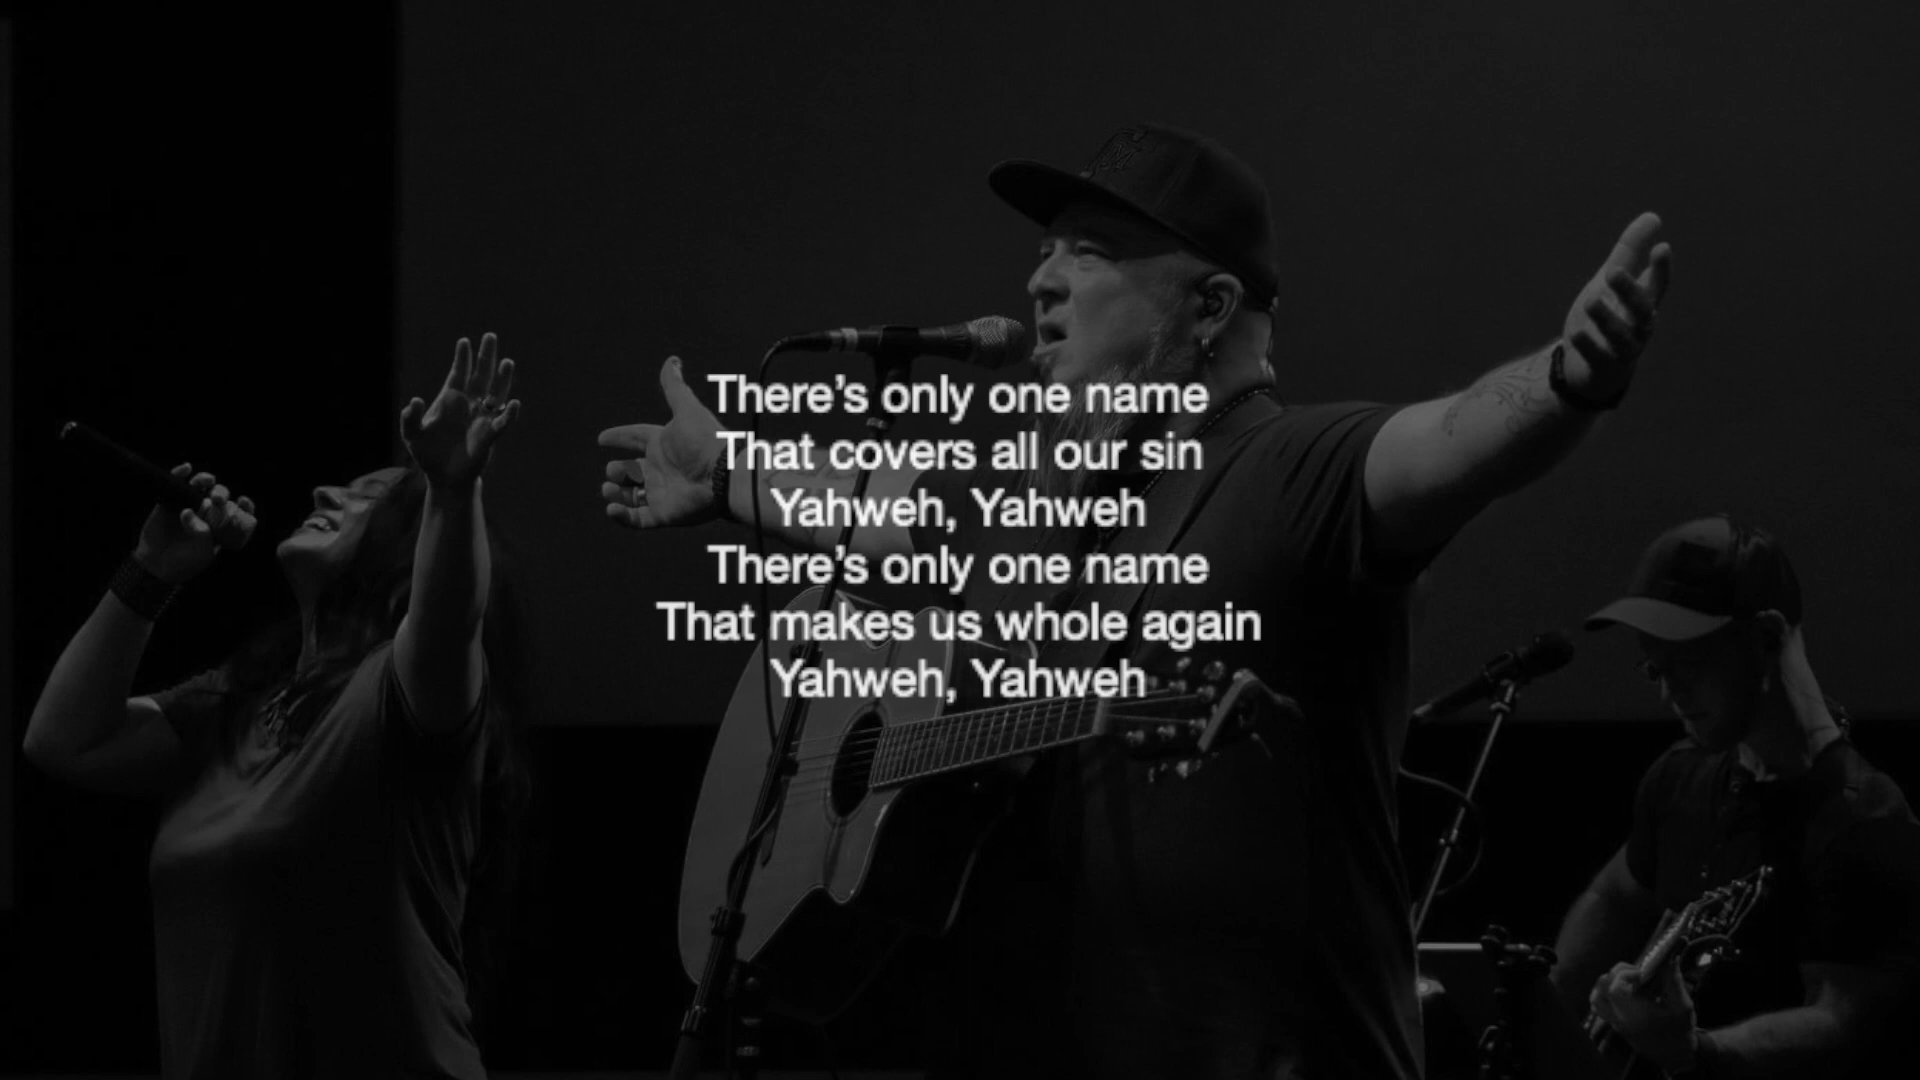 There's only one name
That covers all our sin
Yahweh, Yahweh
There's only one name
That makes us whole again
Yahweh, Yahweh